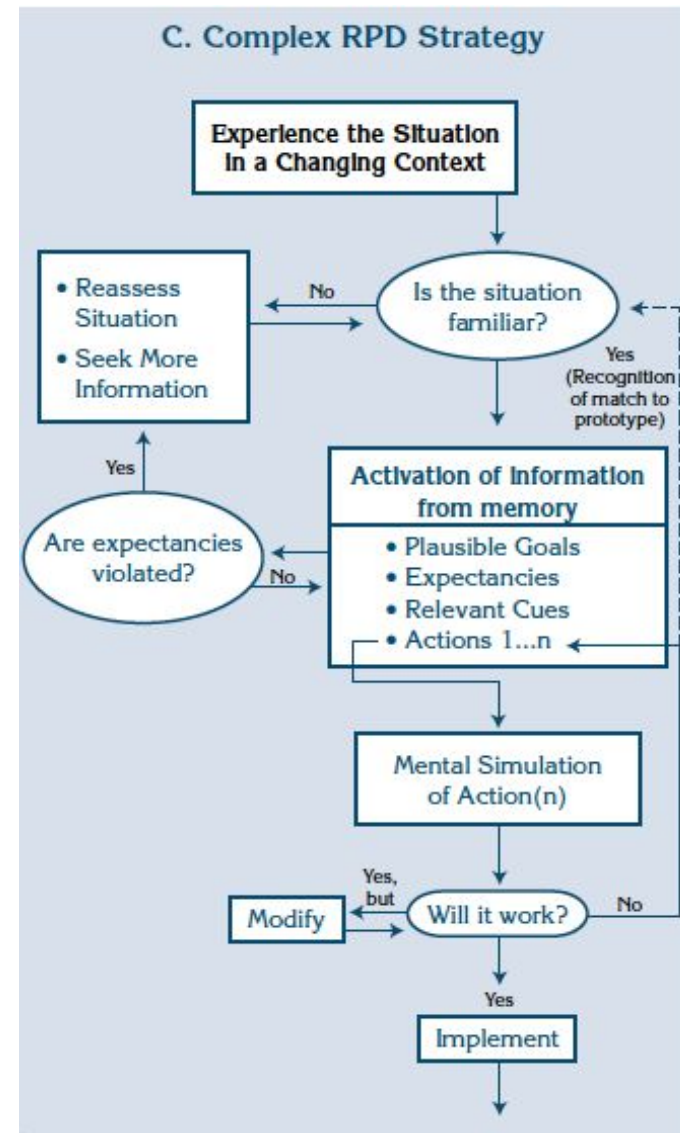 C. Complex RPD Strategy
Experience the Situation
in a Changing Context
Is the situation
familiar?
No
• Reassess
Situation
• Seek More
Information
Yes
(Recognition
of match to
prototype)
Yes
Activation of Information
from memory
• Plausible Goals
• Expectancies
• Relevant Cues
• Actions 1...n
Are expectancies
violated?
No
Mental Simulation
of Action(n)
Yes,
but
Modify
Will it work?
No
Yes
Implement